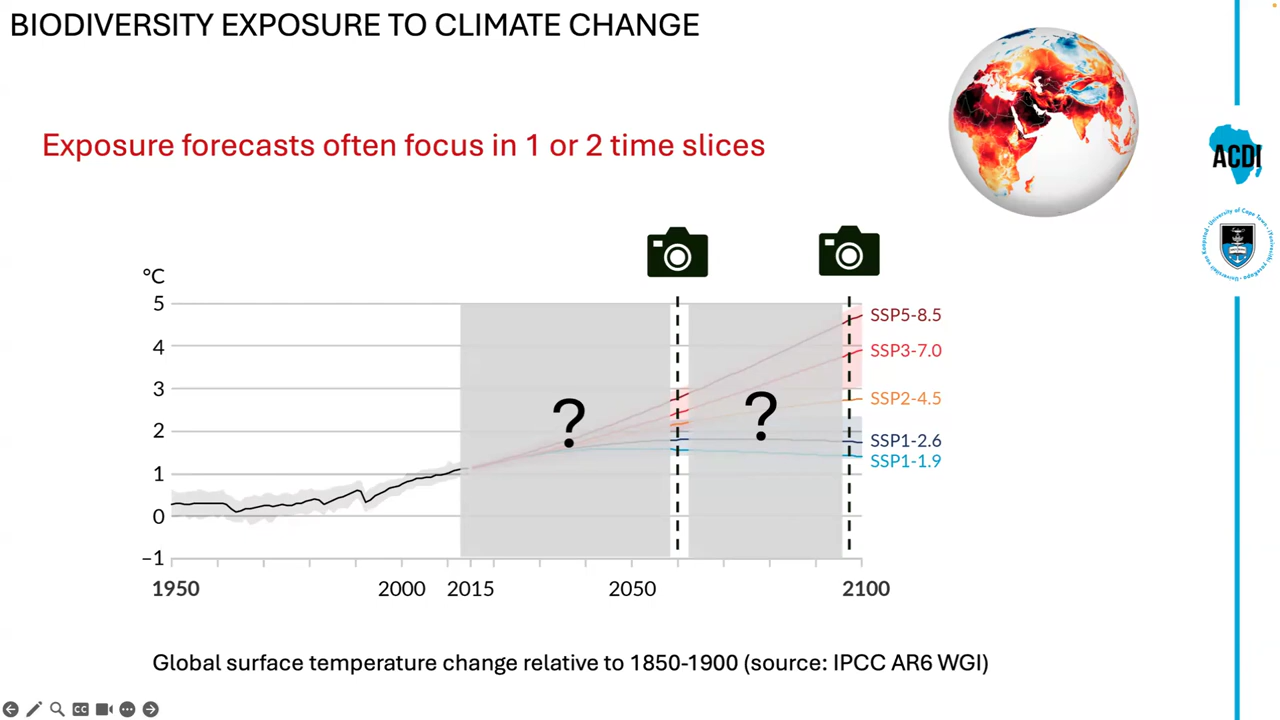 BIODIVERSITY EXPOSURE TO CLIMATE CHANGE
Exposure forecasts often focus in 1 or 2 time slices
ACDI
°C
5
4
3
2
1
0
−1
SSP5-8.5
SSP3-7.0
SSP2-4.5
SSP1-2.6
SSP1-1.9
?
?
1950
2000
2015
2050
2100
Global surface temperature change relative to 1850-1900 (source: IPCC AR6 WGI)
CC